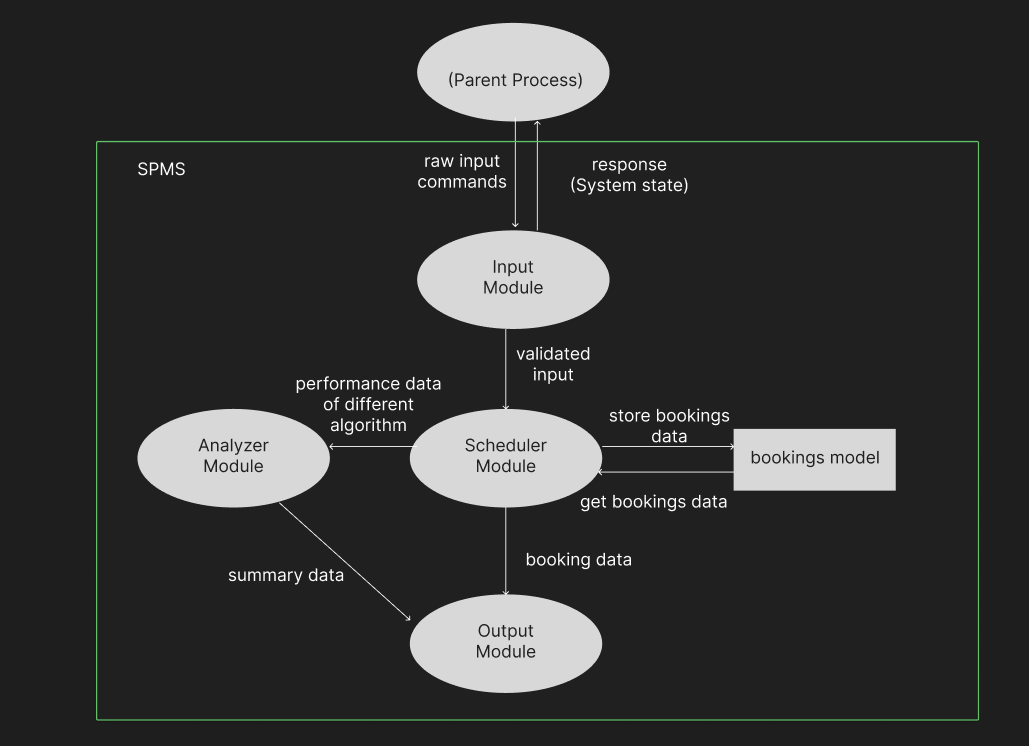 (Parent Process)
SPMS
raw input
commands
response
(System state)
Input
Module
validated
input
performance data
of different
algorithm
store bookings
data
Analyzer
Module
Scheduler
Module
bookings model
get bookings data
booking data
summary data
Output
Module